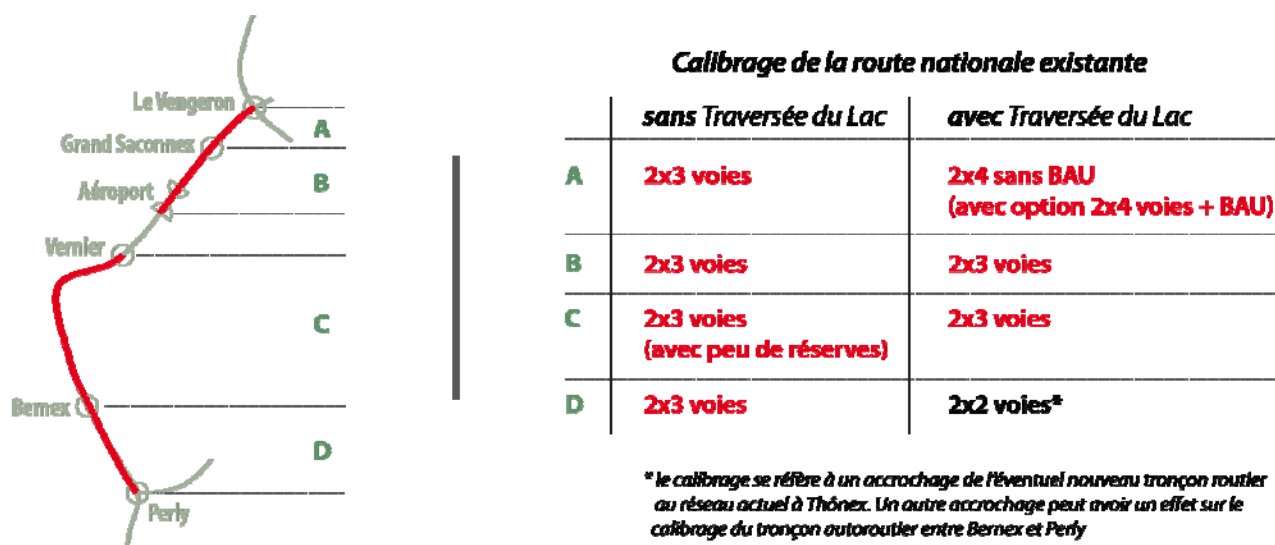 Le Vengeron
A
Grand Saconnex
B
Aéroport
Vernier
C
Bernex
D
Perly
Calibrage de la route nationale existante
sans Traversée du Lac
avec Traversée du Lac
A
2x3 voies
2x4 sans BAU
(avec option 2x4 voies + BAU)
B
2x3 voies
2x3 voies
C
2x3 voies
(avec peu de réserves)
2x3 voies
D
2x3 voies
2x2 voies*
* le calibrage se réfère à un accrochage de l'éventuel nouveau tronçon routier
au réseau actuel à Thônex. Un autre accrochage peut avoir un effet sur le
calibrage du tronçon autoroutier entre Bernex et Perly